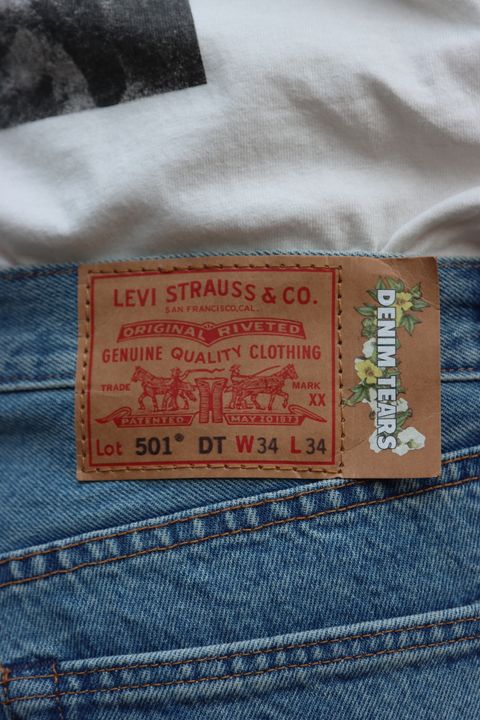 LEVI STRAUSS & CO.
SAN FRANCISCO, CAL.
ORIGINAL RIVETED
GENUINE QUALITY CLOTHING
TRADE MARK
XX
PATENTED MAY 20 1873
Lot 501® DT W34 L34
DENIM TEARS